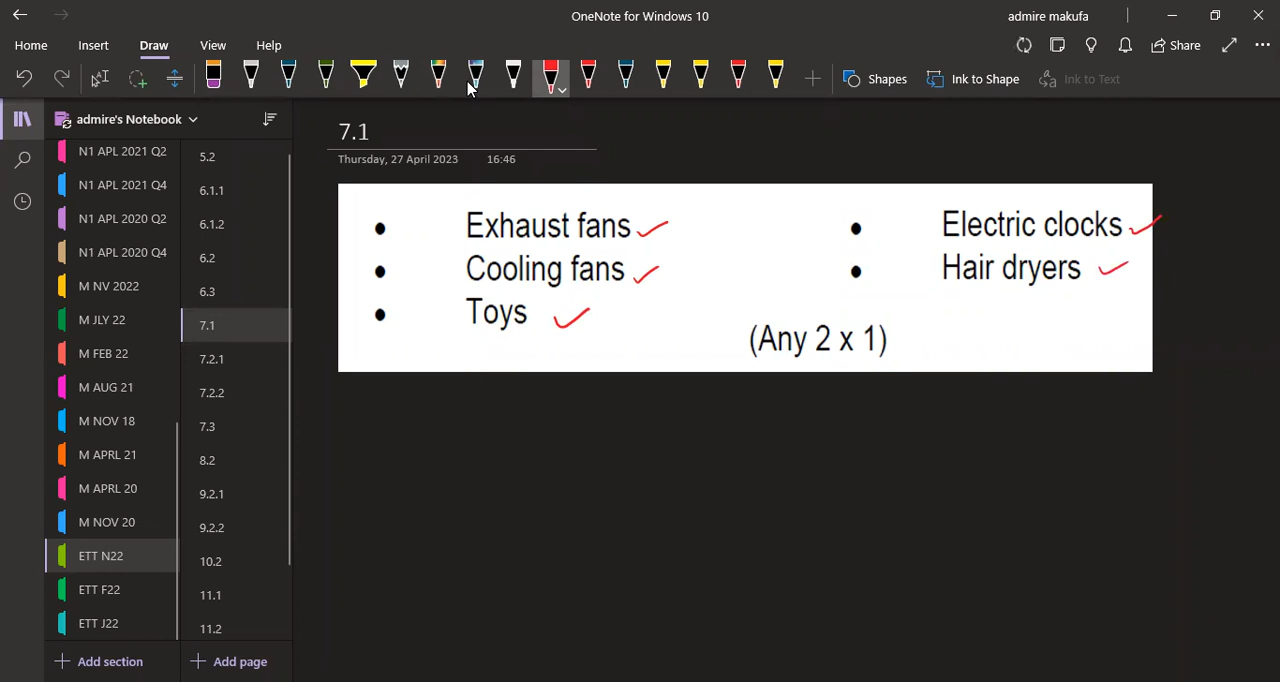 OneNote for Windows 10
admire makufa
Home Insert Draw View Help
Share
Shapes
Ink to Shape
Ink to Text
admire's Notebook
N1 APL 2021 Q2
N1 APL 2021 Q4
N1 APL 2020 Q2
N1 APL 2020 Q4
M NV 2022
M JLY 22
M FEB 22
M AUG 21
M NOV 18
M APRL 21
M APRL 20
M NOV 20
ETT N22
ETT F22
ETT J22
Add section
5.2
6.1.1
6.1.2
6.2
6.3
7.1
7.2.1
7.2.2
7.3
8.2
9.2.1
9.2.2
10.2
11.1
11.2
Add page
7.1
Thursday, 27 April 2023 16:46
• Exhaust fans
• Cooling fans
• Toys
• Electric clocks
• Hair dryers
(Any 2 x 1)